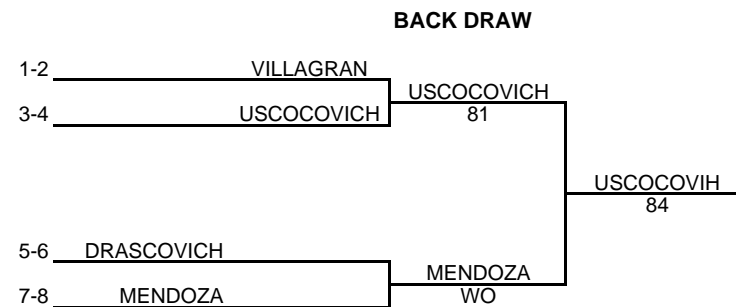 BACK DRAW
1-2 VILLAGRAN
USCOCOVICH
3-4 USCOCOVICH
81
USCOCOVIH
84
5-6 DRASCOVICH
MENDOZA
7-8 MENDOZA
WO